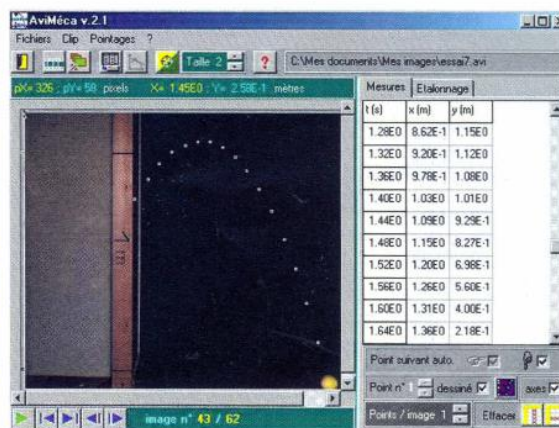 AviMéca v.2.1
Fichiers Clip Pointages ?
Taille 2 ? C:\Mes documents\Mes images\essai7.avi
pX= 326 ; pY= 58 pixels X= 1.45E0 ; Y= 2.58E-1 mètres
Mesures Etalonnage
t (s) x (m) y (m)
1.28E0 8.62E-1 1.15E0
1.32E0 9.20E-1 1.12E0
1.36E0 9.78E-1 1.08E0
1.40E0 1.03E0 1.01E0
1.44E0 1.09E0 9.29E-1
1.48E0 1.15E0 8.27E-1
1.52E0 1.20E0 6.98E-1
1.56E0 1.26E0 5.60E-1
1.60E0 1.31E0 4.00E-1
1.64E0 1.36E0 2.18E-1
1 m
Point suivant auto.
Point n° 1 dessiné axes
Points / image 1 Effacer
image n° 43 / 62